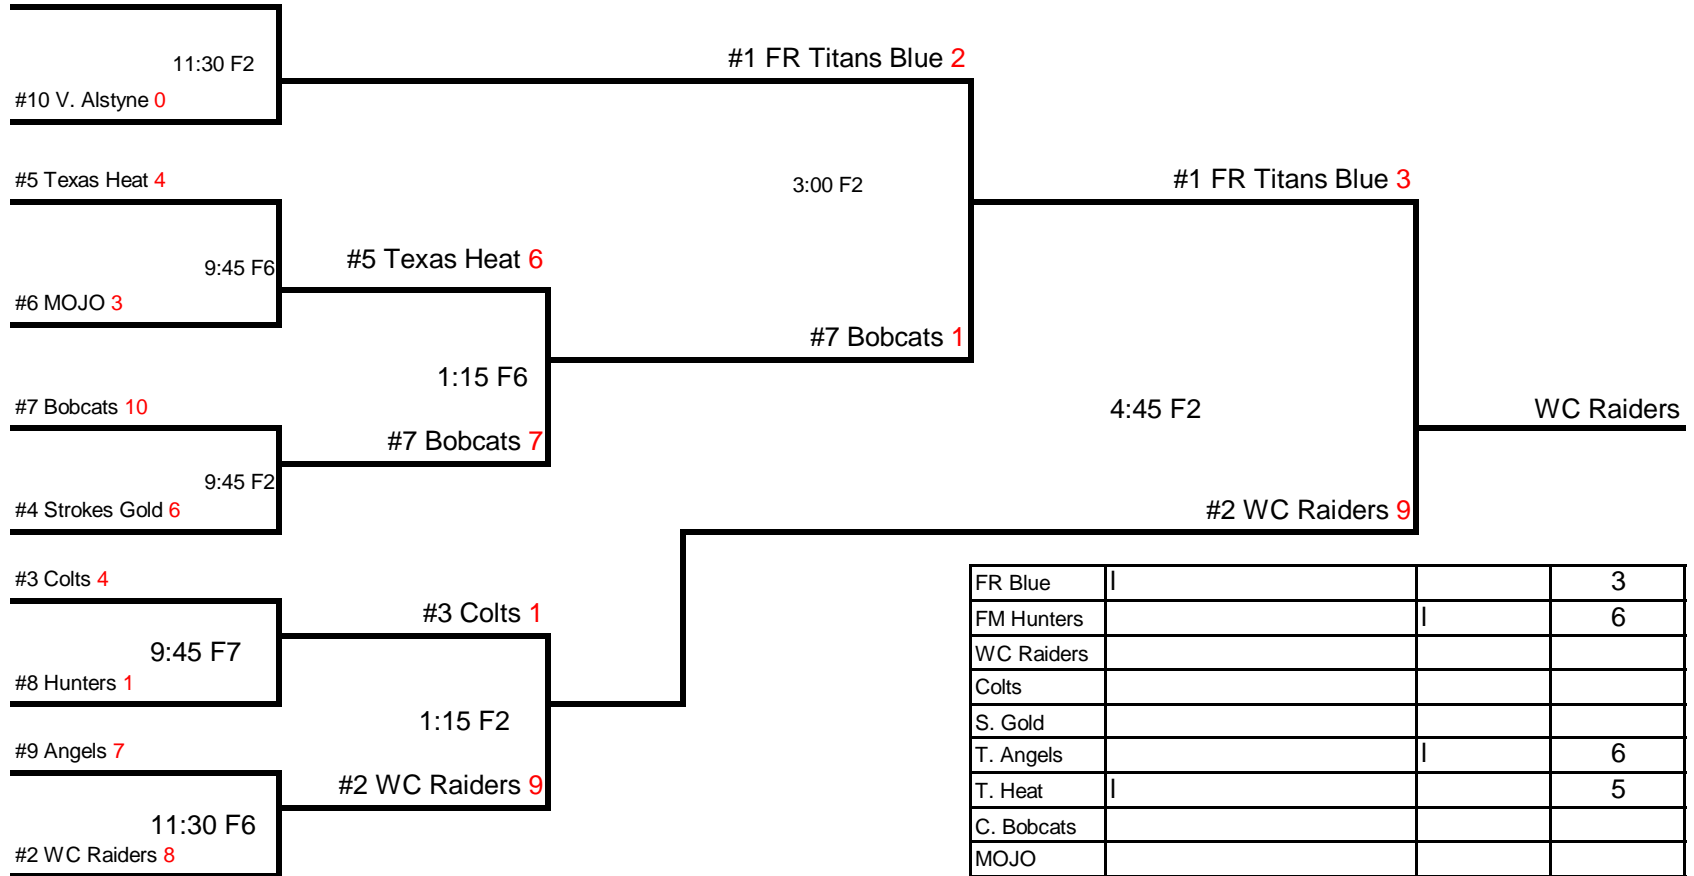 11:30 F2
#1 FR Titans Blue 2
#10 V. Alstyne 0
#5 Texas Heat 4
3:00 F2
#1 FR Titans Blue 3
9:45 F6
#5 Texas Heat 6
#6 MOJO 3
#7 Bobcats 1
1:15 F6
#7 Bobcats 10
4:45 F2
WC Raiders
#7 Bobcats 7
9:45 F2
#4 Strokes Gold 6
#2 WC Raiders 9
#3 Colts 4
#3 Colts 1
9:45 F7
#8 Hunters 1
1:15 F2
#9 Angels 7
#2 WC Raiders 9
11:30 F6
#2 WC Raiders 8
FR Blue I 3
FM Hunters I 6
WC Raiders
Colts
S. Gold
T. Angels I 6
T. Heat I 5
C. Bobcats
MOJO